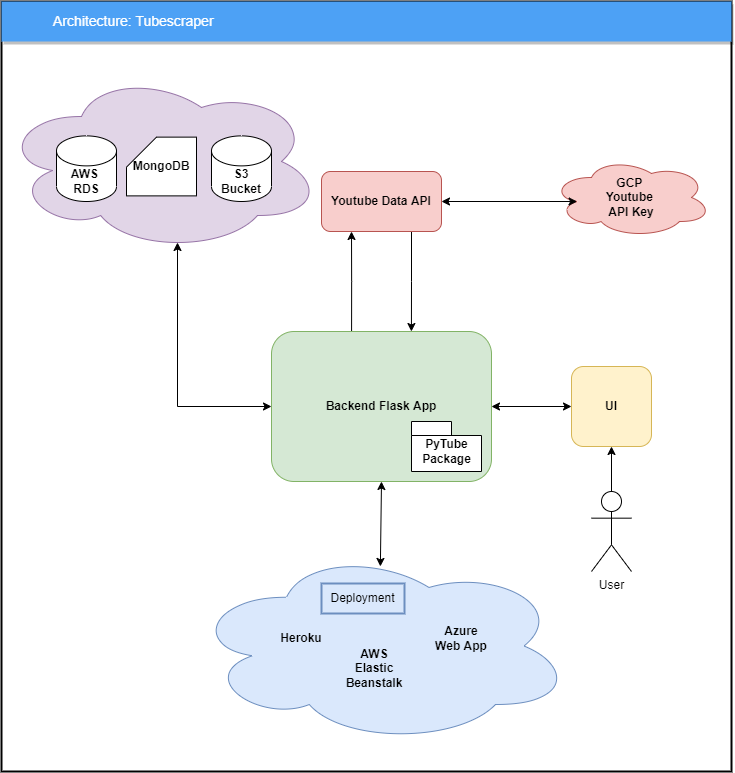 Architecture: Tubescraper
AWS
RDS
MongoDB
S3
Bucket
Youtube Data API
GCP
Youtube
API Key
Backend Flask App
PyTube
Package
UI
User
Deployment
Heroku
AWS
Elastic
Beanstalk
Azure
Web App